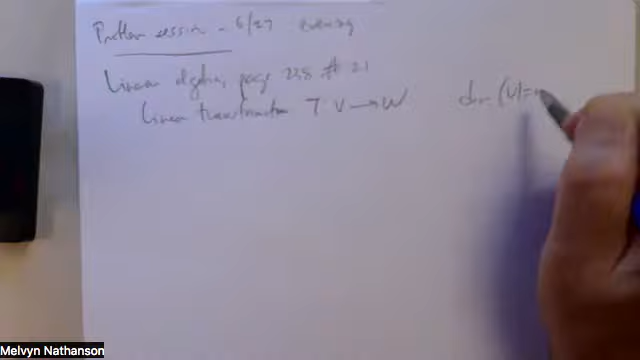 Problem session - 6/27 evening
Linear algebra, page 228 # 21
Linear transformation T V → W dim (V) =
Melvyn Nathanson